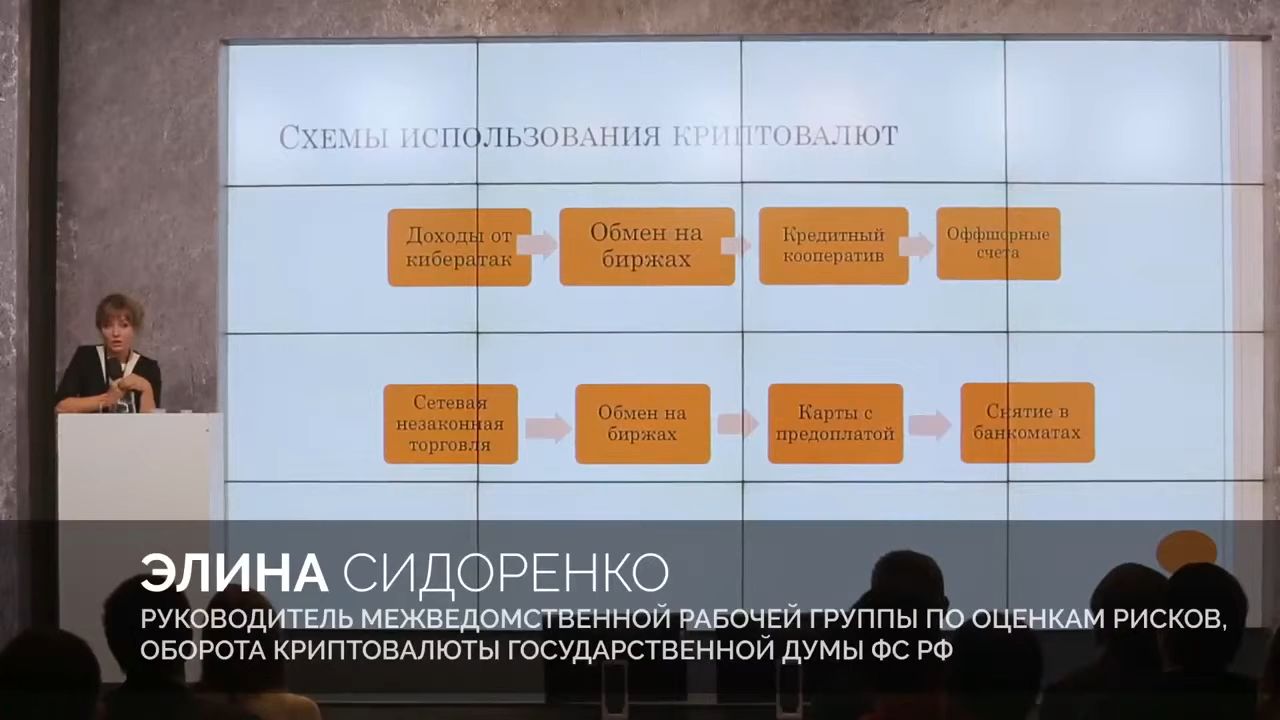 Схемы использования криптовалют
Доходы от
кибератак
Обмен на
биржах
Кредитный
кооператив
Оффшорные
счета
Сетевая
незаконная
торговля
Обмен на
биржах
Карты с
предоплатой
Снятие в
банкоматах
ЭЛИНА СИДОРЕНКО
РУКОВОДИТЕЛЬ МЕЖВЕДОМСТВЕННОЙ РАБОЧЕЙ ГРУППЫ ПО ОЦЕНКАМ РИСКОВ,
ОБОРОТА КРИПТОВАЛЮТЫ ГОСУДАРСТВЕННОЙ ДУМЫ ФС РФ